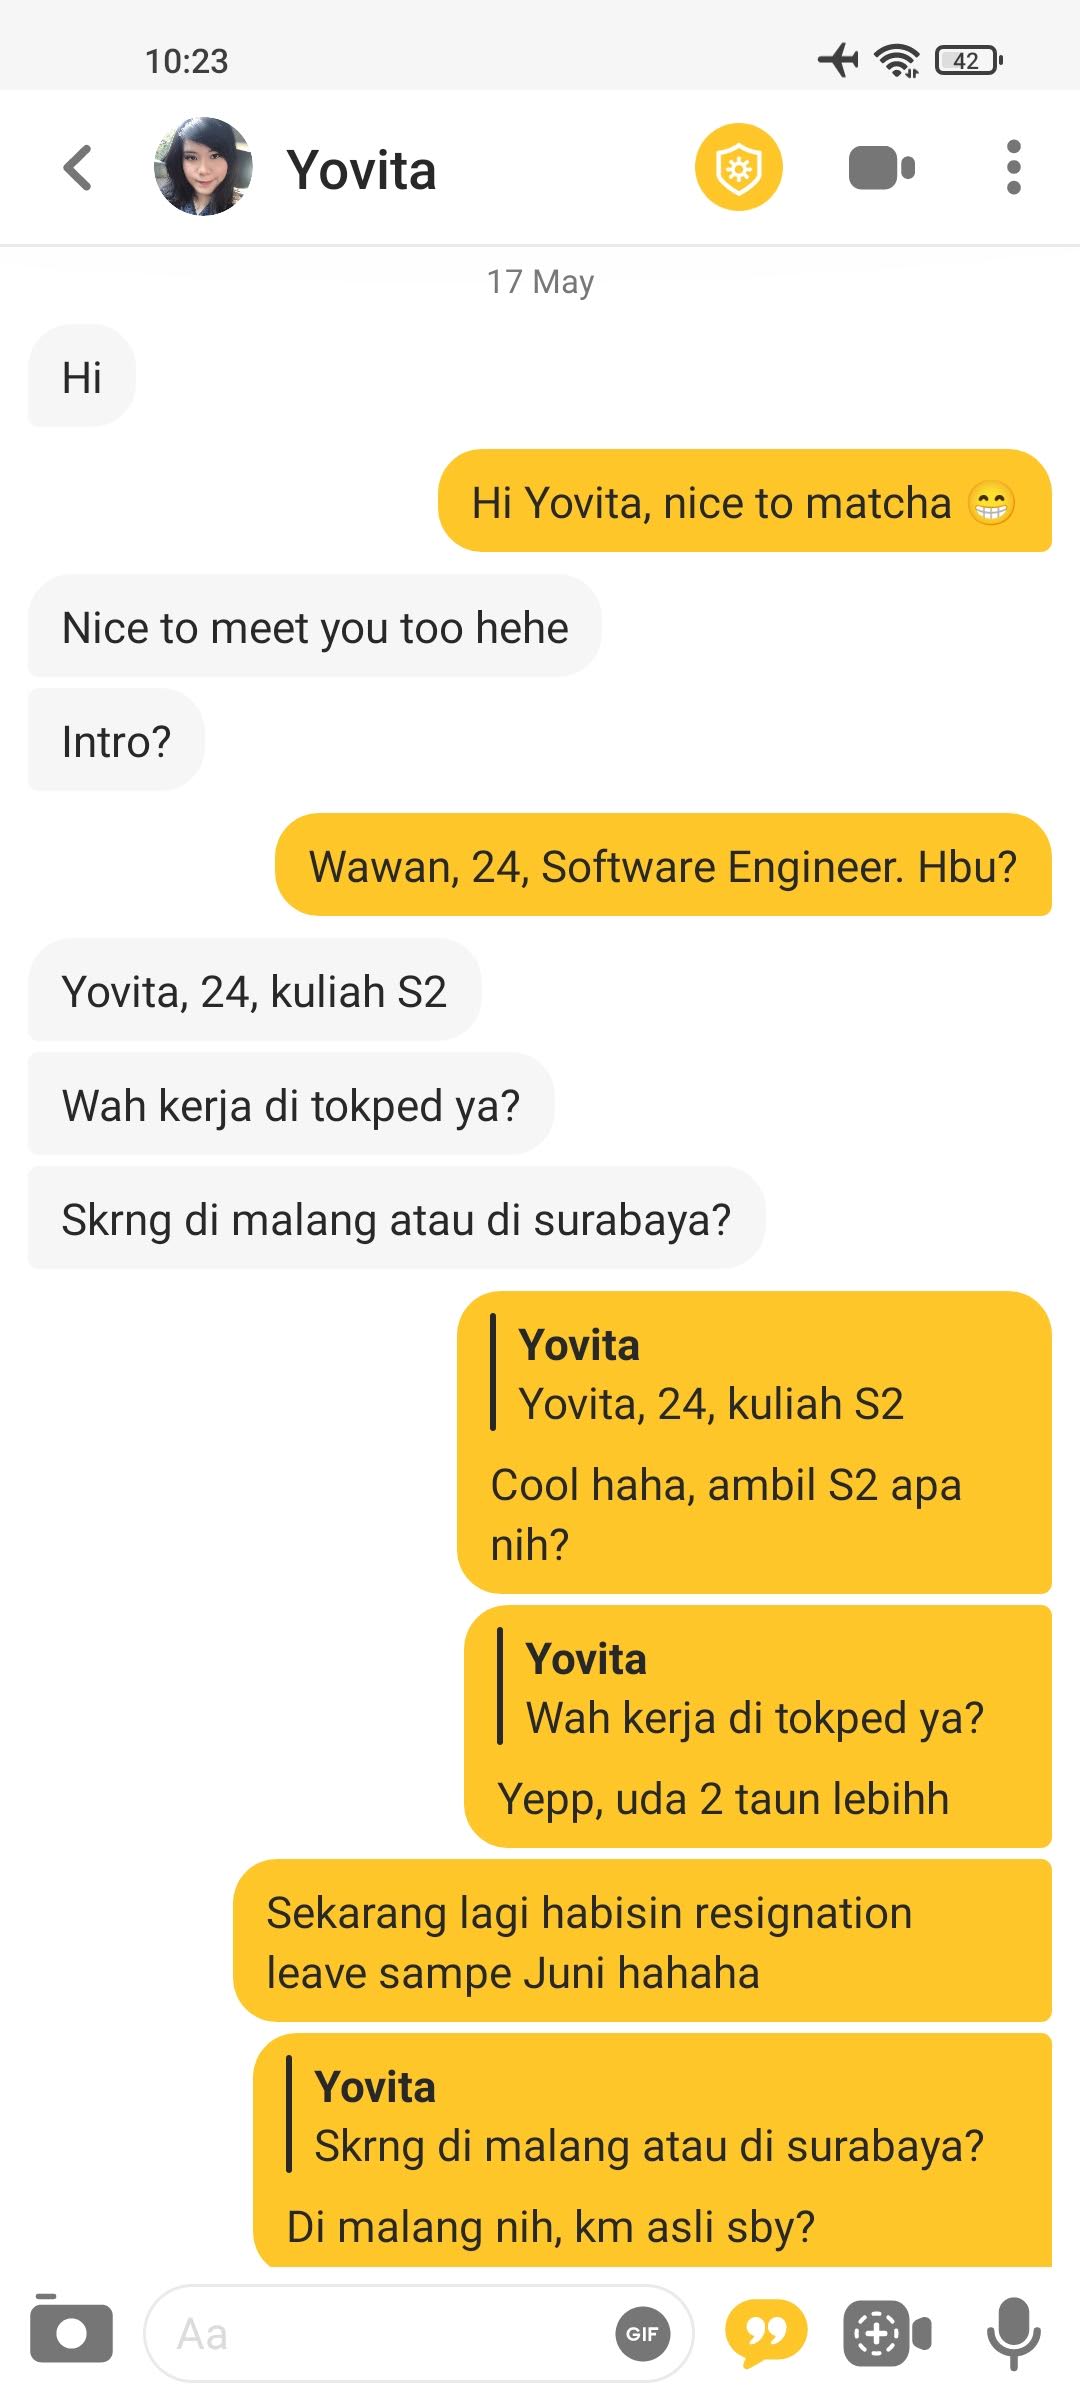 10:23
42
Yovita
17 May
Hi
Hi Yovita, nice to matcha 😁
Nice to meet you too hehe
Intro?
Wawan, 24, Software Engineer. Hbu?
Yovita, 24, kuliah S2
Wah kerja di tokped ya?
Skrng di malang atau di surabaya?
Yovita
Yovita, 24, kuliah S2
Cool haha, ambil S2 apa
nih?
Yovita
Wah kerja di tokped ya?
Yepp, uda 2 taun lebihh
Sekarang lagi habisin resignation
leave sampe Juni hahaha
Yovita
Skrng di malang atau di surabaya?
Di malang nih, km asli sby?
Aa
GIF